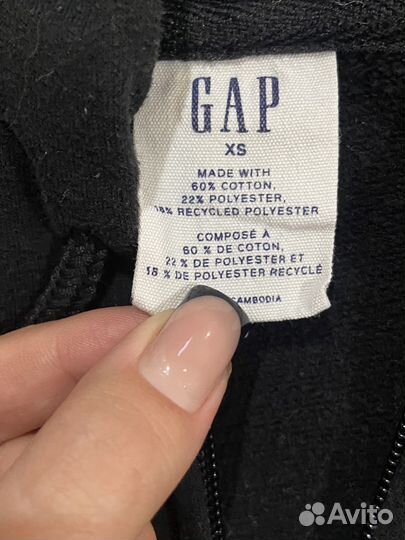 GAP
XS
MADE WITH
60% COTTON,
22% POLYESTER,
18% RECYCLED POLYESTER
COMPOSÉ À
60 % DE COTON,
22 % DE POLYESTER ET
18 % DE POLYESTER RECYCLÉ
CAMBODIA
Avito